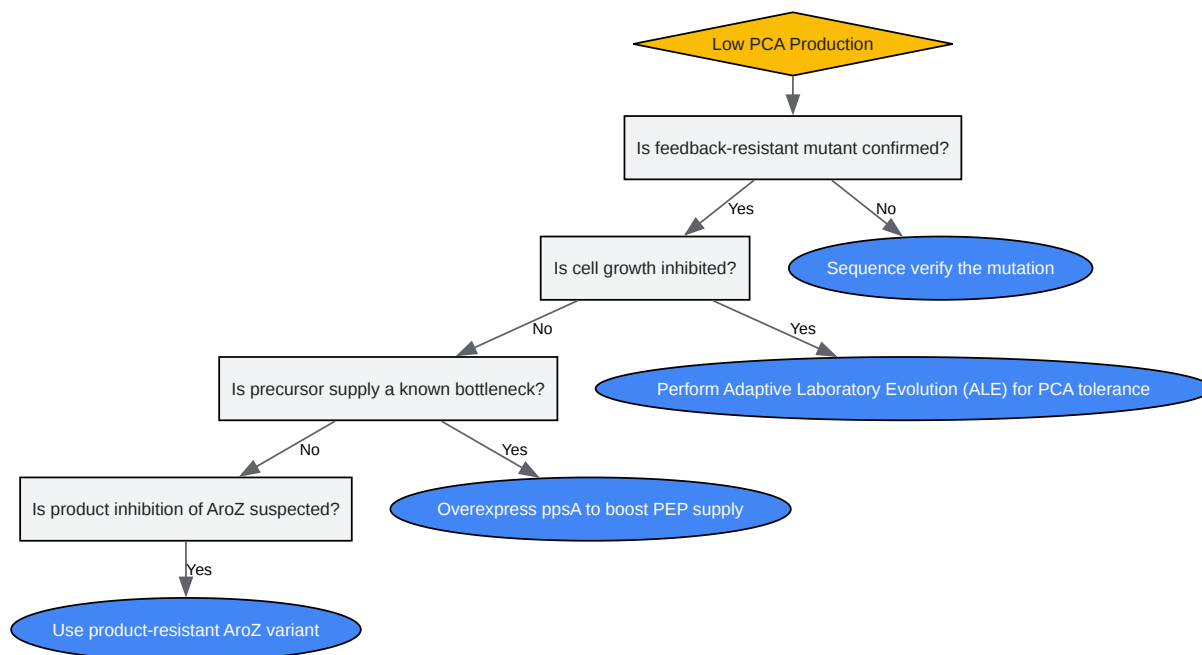 Low PCA Production
Is feedback-resistant mutant confirmed?
Yes
No
Is cell growth inhibited?
Sequence verify the mutation
No
Yes
Is precursor supply a known bottleneck?
Perform Adaptive Laboratory Evolution (ALE) for PCA tolerance
No
Yes
Is product inhibition of AroZ suspected?
Overexpress ppsA to boost PEP supply
Yes
Use product-resistant AroZ variant